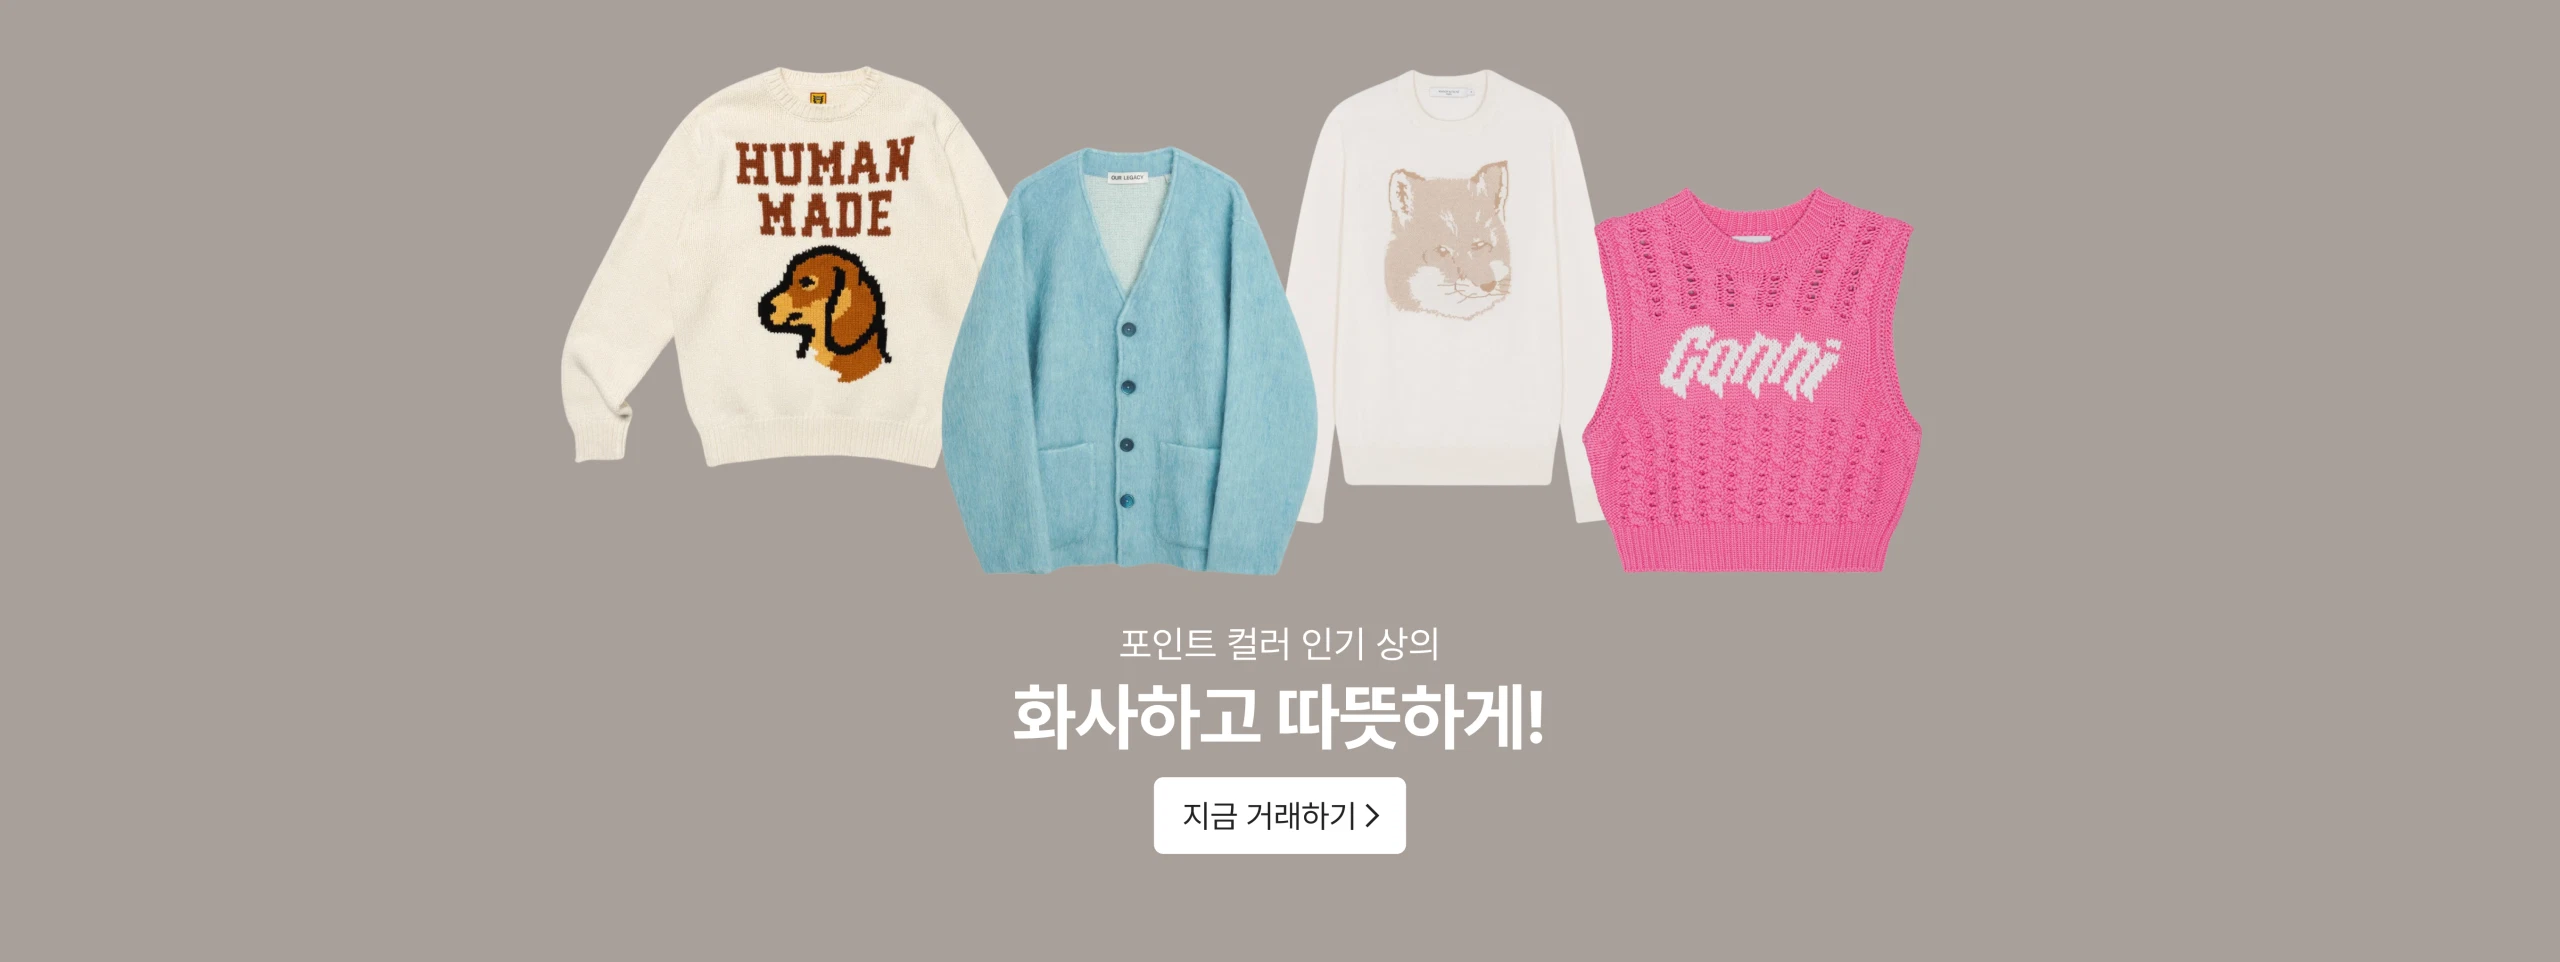 HUMAN
MADE
OUR LEGACY
Ganni
포인트 컬러 인기 상의
화사하고 따뜻하게!
지금 거래하기 >